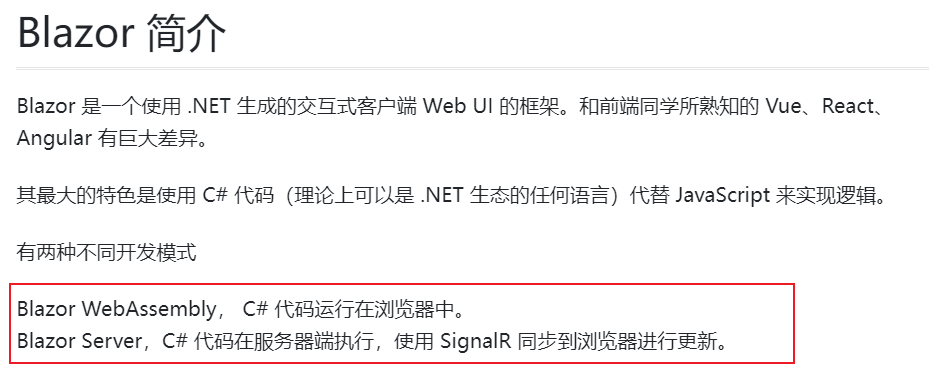 Blazor 简介
Blazor 是一个使用 .NET 生成的交互式客户端 Web UI 的框架。和前端同学所熟知的 Vue、React、
Angular 有巨大差异。
其最大的特色是使用 C# 代码（理论上可以是 .NET 生态的任何语言）代替 JavaScript 来实现逻辑。
有两种不同开发模式
Blazor WebAssembly， C# 代码运行在浏览器中。
Blazor Server，C# 代码在服务器端执行，使用 SignalR 同步到浏览器进行更新。